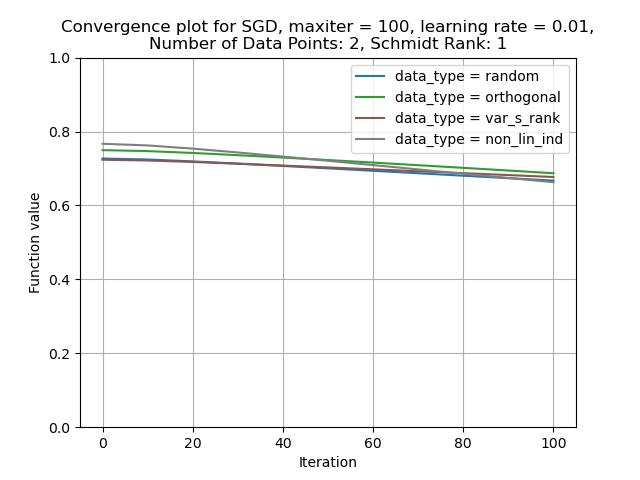 Convergence plot for SGD, maxiter = 100, learning rate = 0.01,
Number of Data Points: 2, Schmidt Rank: 1
1.0
0.8
0.6
0.4
0.2
0.0
Function value
data_type = random
data_type = orthogonal
data_type = var_s_rank
data_type = non_lin_ind
0 20 40 60 80 100
Iteration